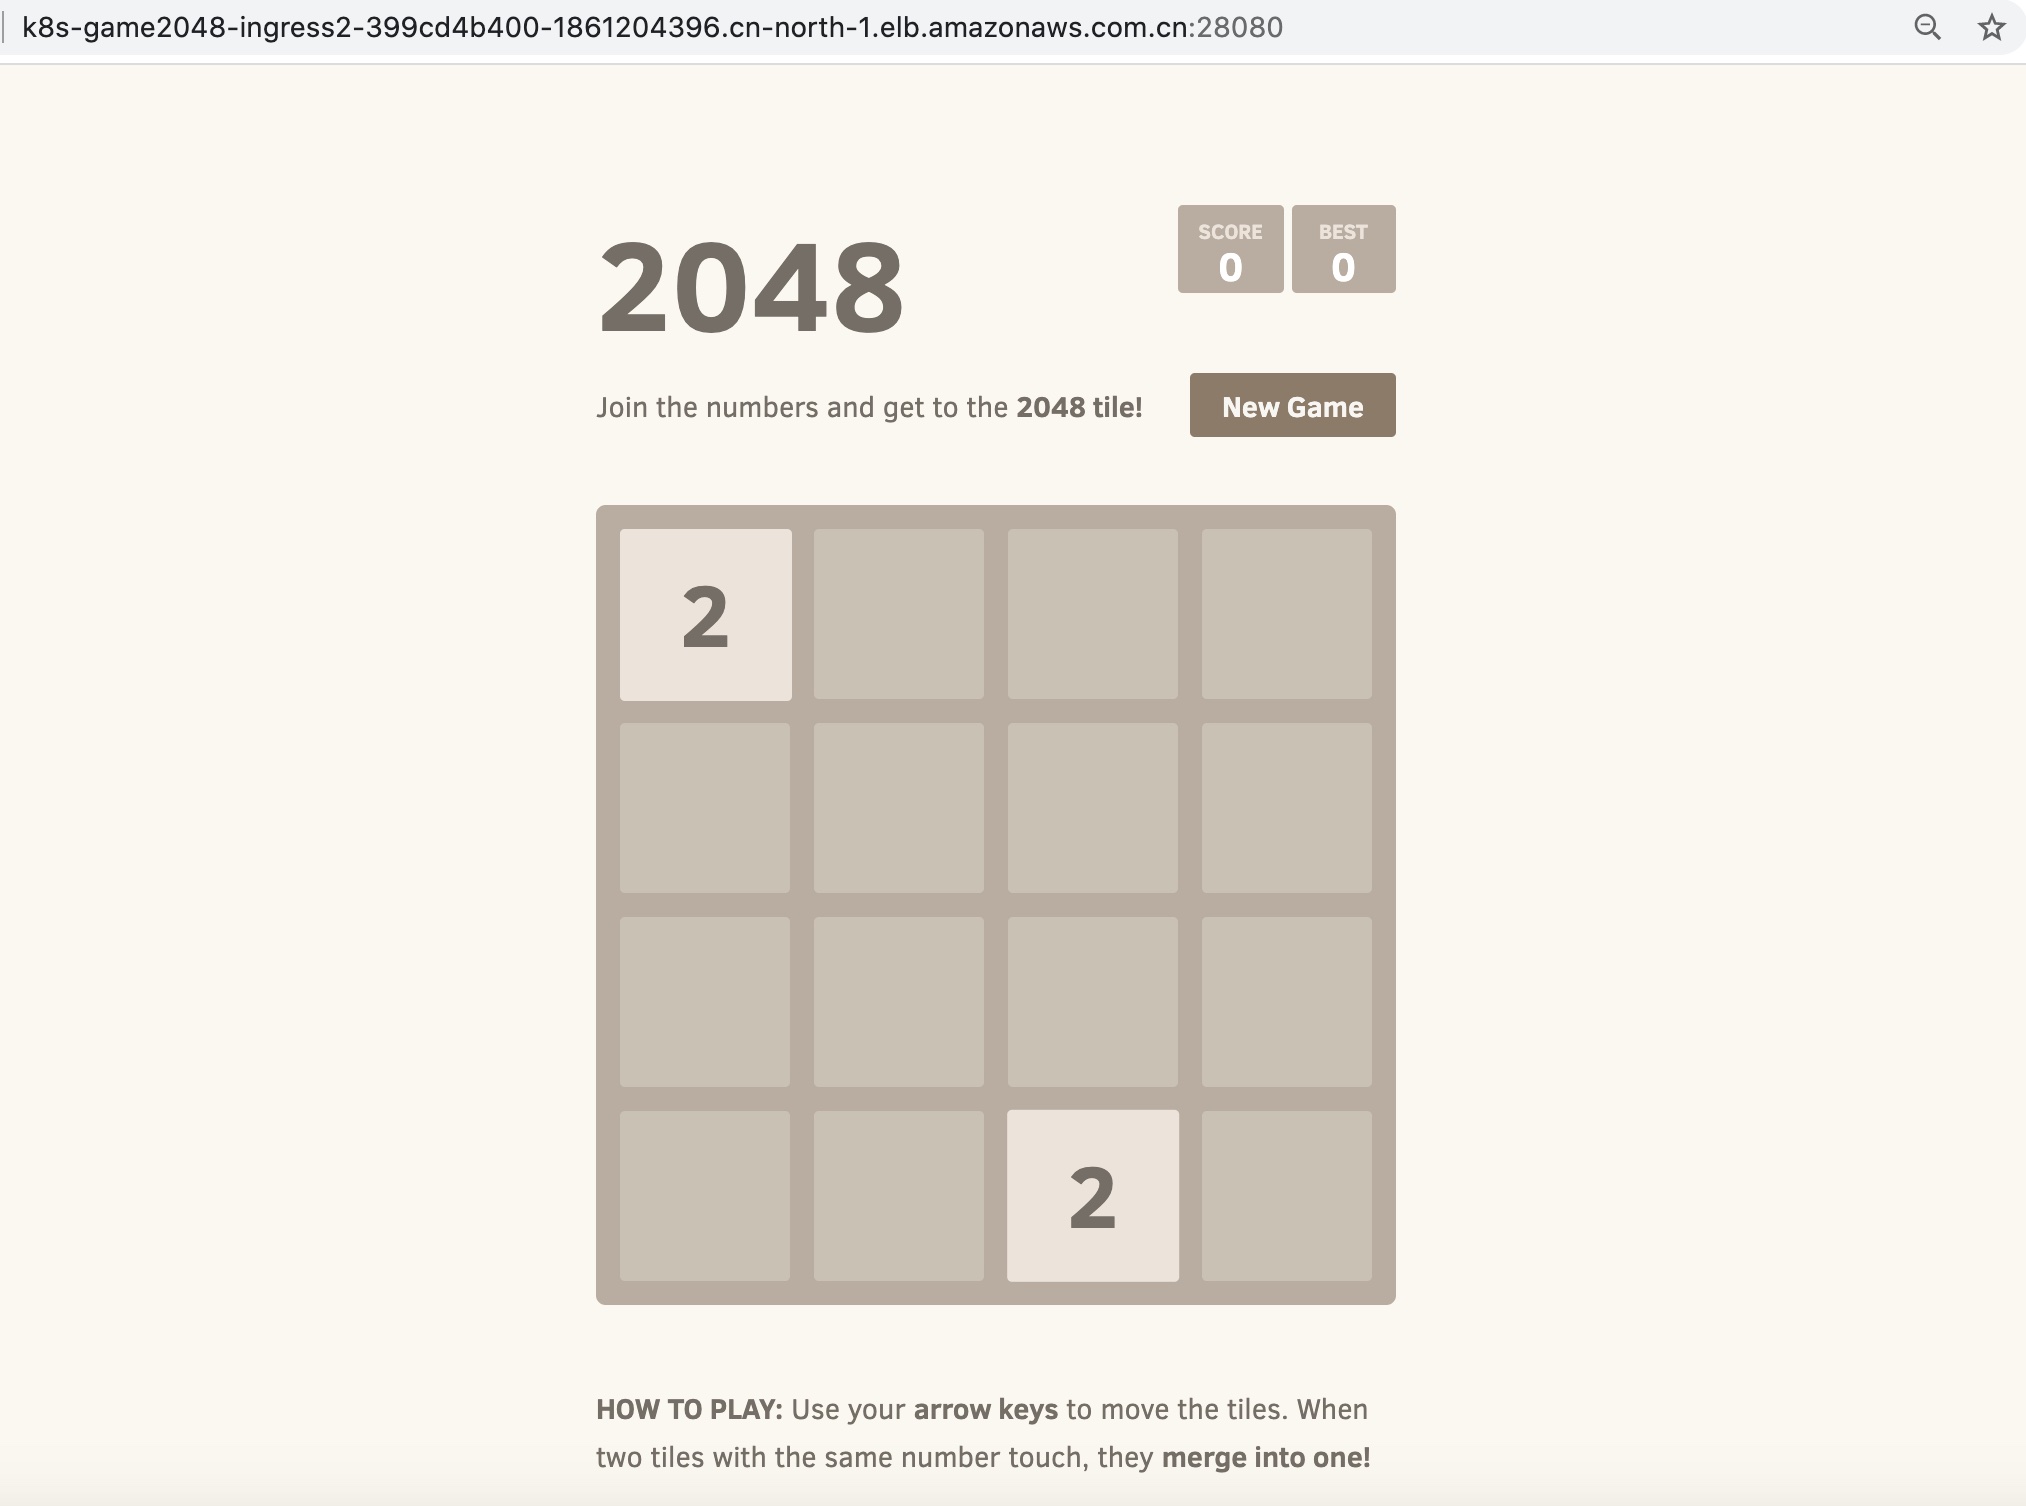 k8s-game2048-ingress2-399cd4b400-1861204396.cn-north-1.elb.amazonaws.com.cn:28080
2048
SCORE
0
BEST
0
Join the numbers and get to the 2048 tile!
New Game
2
2
HOW TO PLAY: Use your arrow keys to move the tiles. When
two tiles with the same number touch, they merge into one!